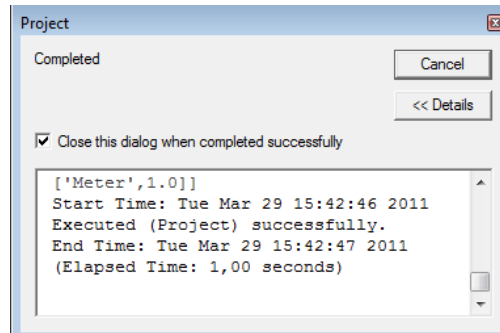 Project
Completed
Cancel
<< Details
Close this dialog when completed successfully
['Meter',1.0]]
Start Time: Tue Mar 29 15:42:46 2011
Executed (Project) successfully.
End Time: Tue Mar 29 15:42:47 2011
(Elapsed Time: 1,00 seconds)